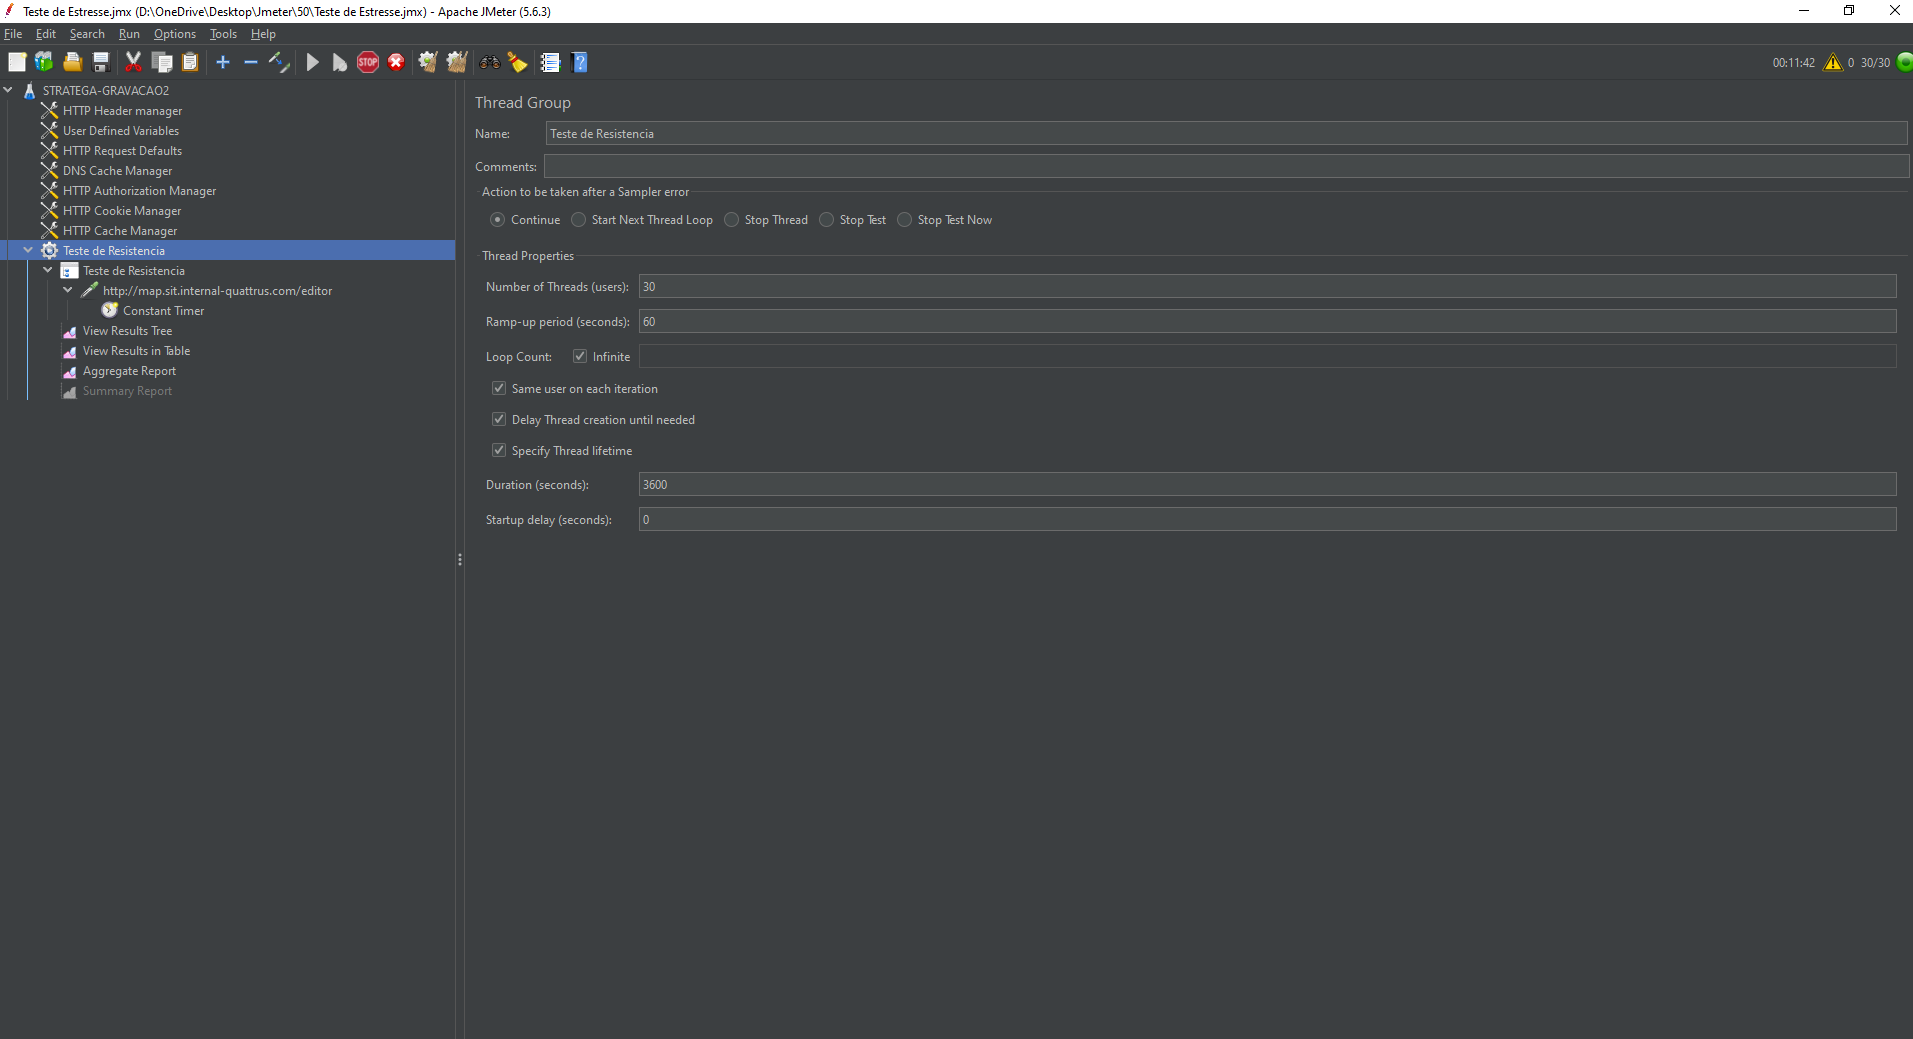 Teste de Estresse.jmx (D:\OneDrive\Desktop\Jmeter\50\Teste de Estresse.jmx) - Apache JMeter (5.6.3)
File Edit Search Run Options Tools Help
STOP
00:11:42 0 30/30
STRATEGA-GRAVACAO2
HTTP Header manager
User Defined Variables
HTTP Request Defaults
DNS Cache Manager
HTTP Authorization Manager
HTTP Cookie Manager
HTTP Cache Manager
Teste de Resistencia
Teste de Resistencia
http://map.sit.internal-quattrus.com/editor
Constant Timer
View Results Tree
View Results in Table
Aggregate Report
Summary Report
Thread Group
Name: Teste de Resistencia
Comments:
Action to be taken after a Sampler error
Continue Start Next Thread Loop Stop Thread Stop Test Stop Test Now
Thread Properties
Number of Threads (users): 30
Ramp-up period (seconds): 60
Loop Count: Infinite
Same user on each iteration
Delay Thread creation until needed
Specify Thread lifetime
Duration (seconds): 3600
Startup delay (seconds): 0